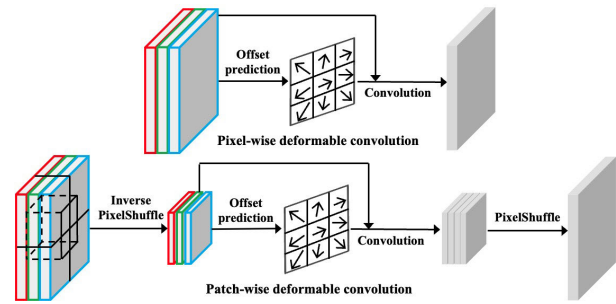 Offset
prediction
Convolution
Pixel-wise deformable convolution
Inverse
PixelShuffle
Offset
prediction
Convolution
PixelShuffle
Patch-wise deformable convolution